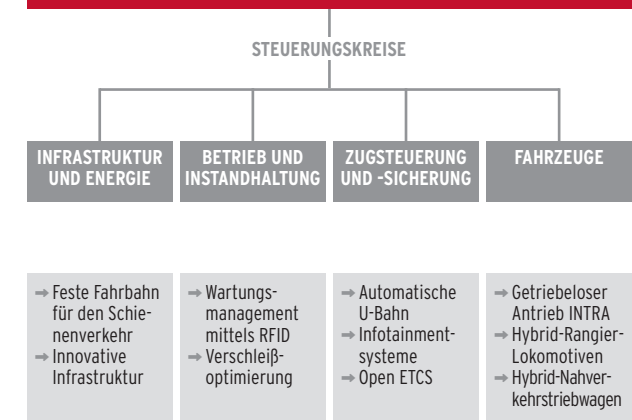 STEUERUNGSKREISE
INFRASTRUKTUR
UND ENERGIE
BETRIEB UND
INSTANDHALTUNG
ZUGSTEUERUNG
UND -SICHERUNG
FAHRZEUGE
➞ Feste Fahrbahn
für den Schie-
nenverkehr
➞ Innovative
Infrastruktur
➞ Wartungs-
management
mittels RFID
➞ Verschleiß-
optimierung
➞ Automatische
U-Bahn
➞ Infotainment-
systeme
➞ Open ETCS
➞ Getriebeloser
Antrieb INTRA
➞ Hybrid-Rangier-
Lokomotiven
➞ Hybrid-Nahver-
kehrstriebwagen